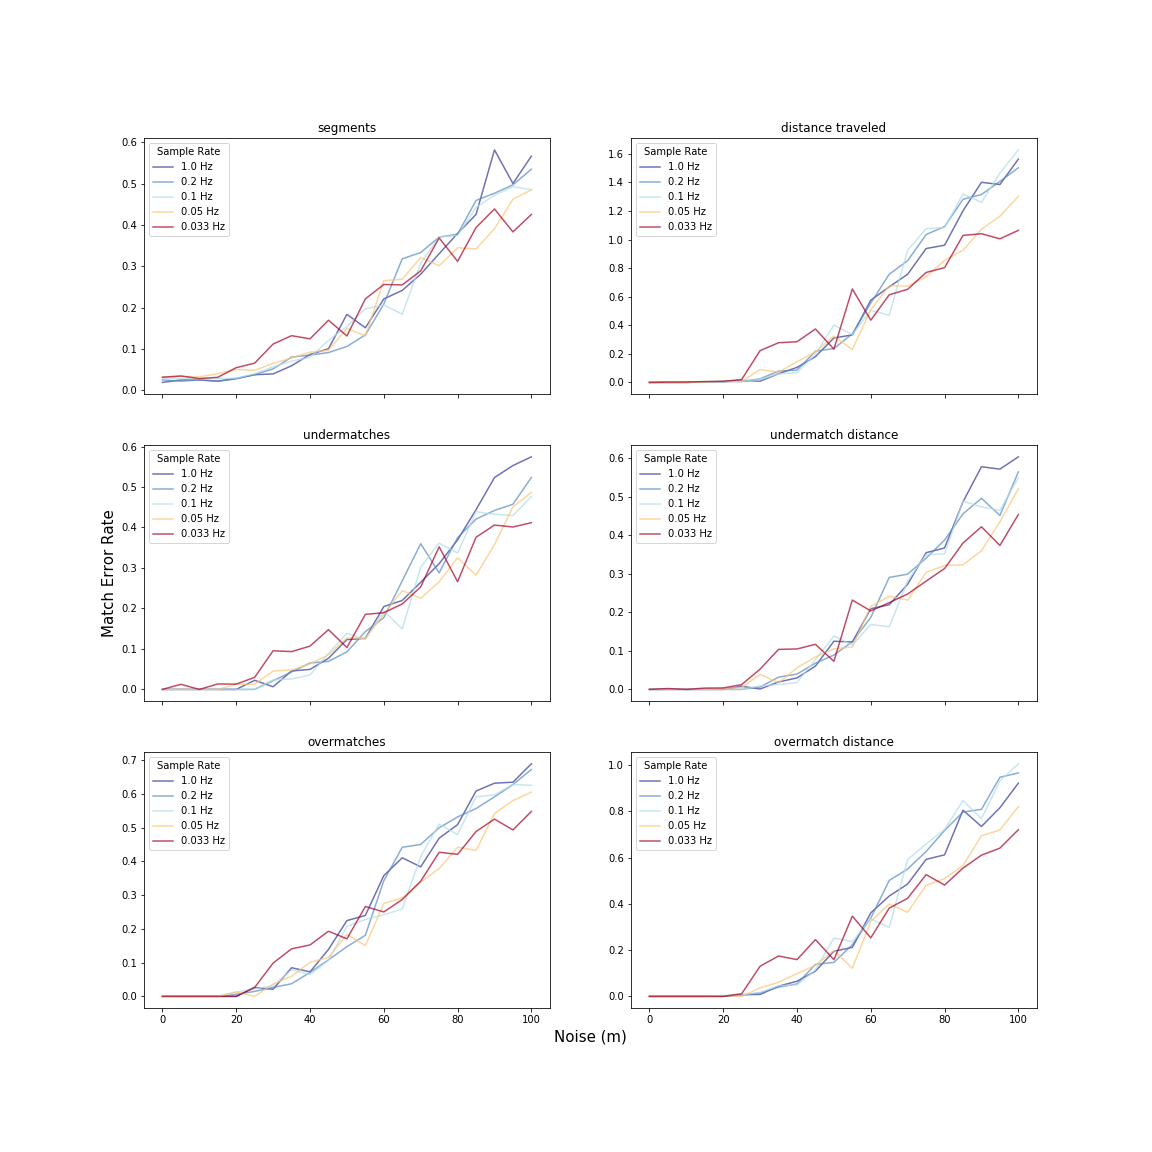 segments
0.6
0.5
0.4
0.3
0.2
0.1
0.0
Sample Rate
1.0 Hz
0.2 Hz
0.1 Hz
0.05 Hz
0.033 Hz
distance traveled
1.6
1.4
1.2
1.0
0.8
0.6
0.4
0.2
0.0
Sample Rate
1.0 Hz
0.2 Hz
0.1 Hz
0.05 Hz
0.033 Hz
Match Error Rate
undermatches
0.6
0.5
0.4
0.3
0.2
0.1
0.0
Sample Rate
1.0 Hz
0.2 Hz
0.1 Hz
0.05 Hz
0.033 Hz
undermatch distance
0.6
0.5
0.4
0.3
0.2
0.1
0.0
Sample Rate
1.0 Hz
0.2 Hz
0.1 Hz
0.05 Hz
0.033 Hz
overmatches
0.7
0.6
0.5
0.4
0.3
0.2
0.1
0.0
Sample Rate
1.0 Hz
0.2 Hz
0.1 Hz
0.05 Hz
0.033 Hz
0 20 40 60 80 100
overmatch distance
1.0
0.8
0.6
0.4
0.2
0.0
Sample Rate
1.0 Hz
0.2 Hz
0.1 Hz
0.05 Hz
0.033 Hz
0 20 40 60 80 100
Noise (m)